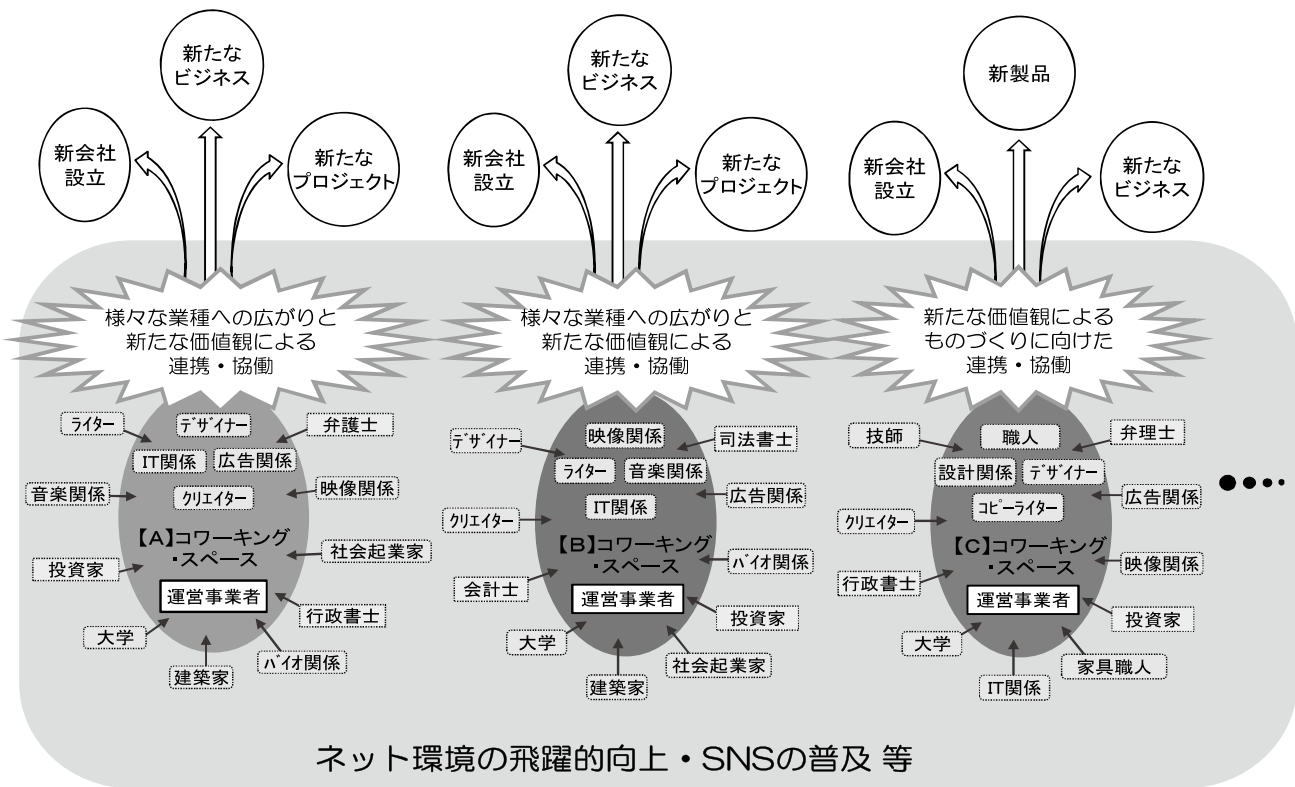 新たな
ビジネス
新会社
設立
新たな
プロジェクト
新たな
ビジネス
新会社
設立
新たな
プロジェクト
新製品
新会社
設立
新たな
ビジネス
様々な業種への広がりと
新たな価値観による
連携・協働
様々な業種への広がりと
新たな価値観による
連携・協働
新たな価値観による
ものづくりに向けた
連携・協働
ライター
デザイナー
弁護士
IT関係
広告関係
音楽関係
クリエイター
映像関係
【A】コワーキング
・スペース
社会起業家
投資家
運営事業者
行政書士
大学
建築家
バイオ関係
デザイナー
映像関係
司法書士
ライター
音楽関係
広告関係
IT関係
クリエイター
【B】コワーキング
・スペース
バイオ関係
会計士
運営事業者
投資家
大学
建築家
社会起業家
技師
職人
弁理士
設計関係
デザイナー
広告関係
コピーライター
クリエイター
【C】コワーキング
・スペース
映像関係
行政書士
運営事業者
投資家
大学
IT関係
家具職人
ネット環境の飛躍的向上・SNSの普及 等